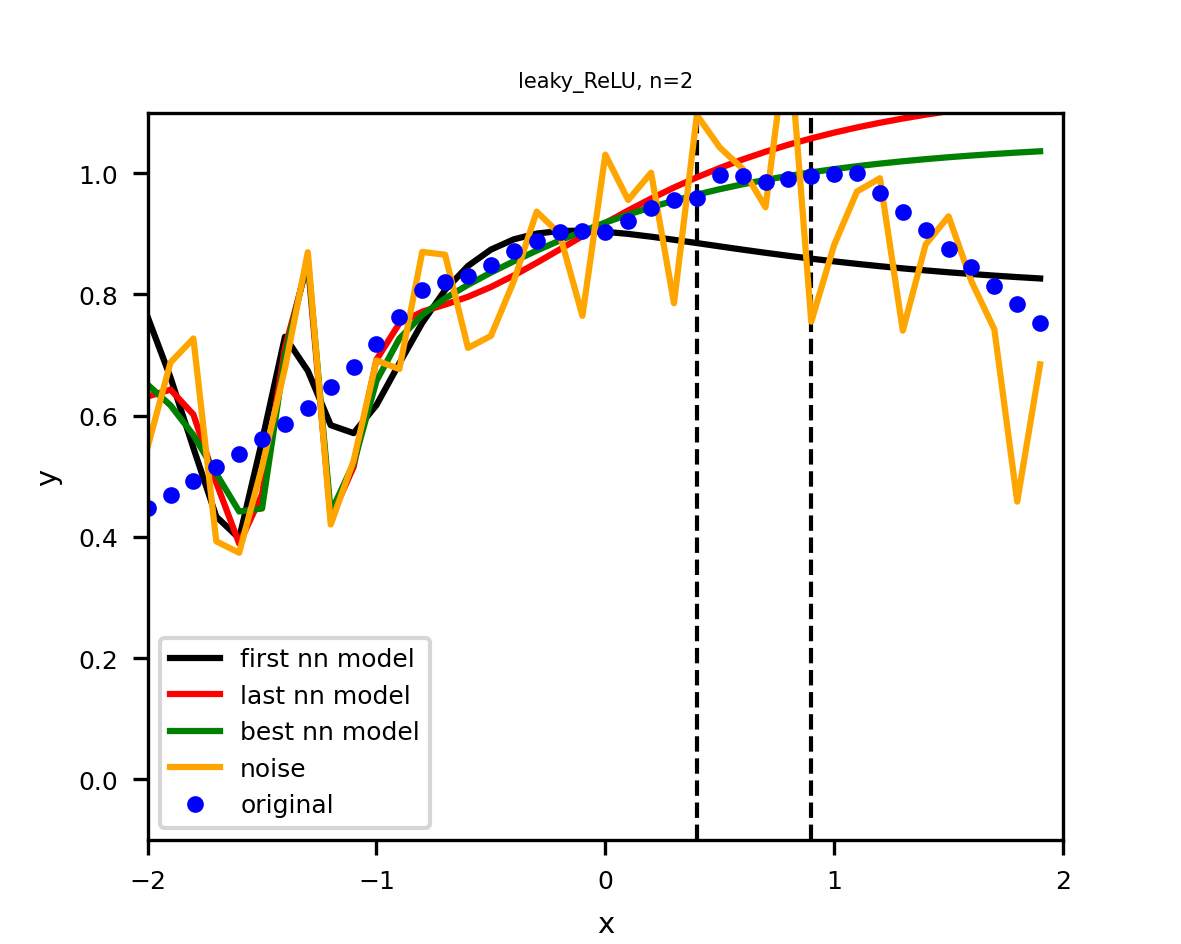 leaky_ReLU, n=2
y
1.0
0.8
0.6
0.4
0.2
0.0
first nn model
last nn model
best nn model
noise
original
−2
−1
0
1
2
x